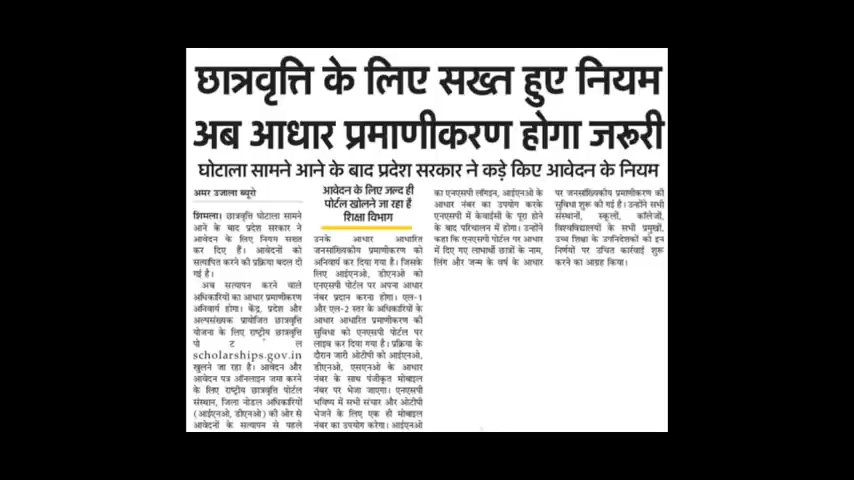 छात्रवृत्ति के लिए सख्त हुए नियम
अब आधार प्रमाणीकरण होगा जरूरी
घोटाला सामने आने के बाद प्रदेश सरकार ने कड़े किए आवेदन के नियम
अमर उजाला ब्यूरो
शिमला। छात्रवृत्ति घोटाला सामने
आने के बाद प्रदेश सरकार ने
आवेदन के लिए नियम सख्त
कर दिए हैं। आवेदनों को
सत्यापित करने की प्रक्रिया बदल दी
गई है।
अब सत्यापन करने वाले
अधिकारियों का आधार प्रमाणीकरण
अनिवार्य होगा। केंद्र, प्रदेश और
अल्पसंख्यक प्रायोजित छात्रवृत्ति
योजना के लिए राष्ट्रीय छात्रवृत्ति
पोर्टल
scholarships.gov.in
खुलने जा रहा है। आवेदन और
आवेदन पत्र ऑनलाइन जमा करने
के लिए राष्ट्रीय छात्रवृत्ति पोर्टल
संस्थान, जिला नोडल अधिकारियों
(आईएनओ, डीएनओ) की ओर से
आवेदनों के सत्यापन से पहले
आवेदन के लिए जल्द ही
पोर्टल खोलने जा रहा है
शिक्षा विभाग
उनके आधार आधारित
जनसांख्यिकीय प्रमाणीकरण को
अनिवार्य कर दिया गया है। जिसके
लिए आईएनओ, डीएनओ को
एनएसपी पोर्टल पर अपना आधार
नंबर प्रदान करना होगा। एल-1
और एल-2 स्तर के अधिकारियों के
आधार आधारित प्रमाणीकरण की
सुविधा को एनएसपी पोर्टल पर
लाइव कर दिया गया है। प्रक्रिया के
दौरान जारी ओटीपी को आईएनओ,
डीएनओ, एसएनओ के आधार
नंबर के साथ पंजीकृत मोबाइल
नंबर पर भेजा जाएगा। एनएसपी
भविष्य में सभी संचार और ओटीपी
भेजने के लिए एक ही मोबाइल
नंबर का उपयोग करेगा। आईएनओ
का एनएसपी लॉगइन, आईएनओ के
आधार नंबर का उपयोग करके
एनएसपी में केवाईसी के पूरा होने
के बाद परिचालन में होगा। उन्होंने
कहा कि एनएसपी पोर्टल पर आधार
में दिए गए लाभार्थी छात्रों के नाम,
लिंग और जन्म के वर्ष के आधार
पर जनसांख्यिकीय प्रमाणीकरण की
सुविधा शुरू की गई है। उन्होंने सभी
संस्थानों, स्कूलों, कॉलेजों,
विश्वविद्यालयों के सभी प्रमुखों,
उच्च शिक्षा के उपनिदेशकों को इन
निर्णयों पर उचित कार्रवाई शुरू
करने का आग्रह किया।